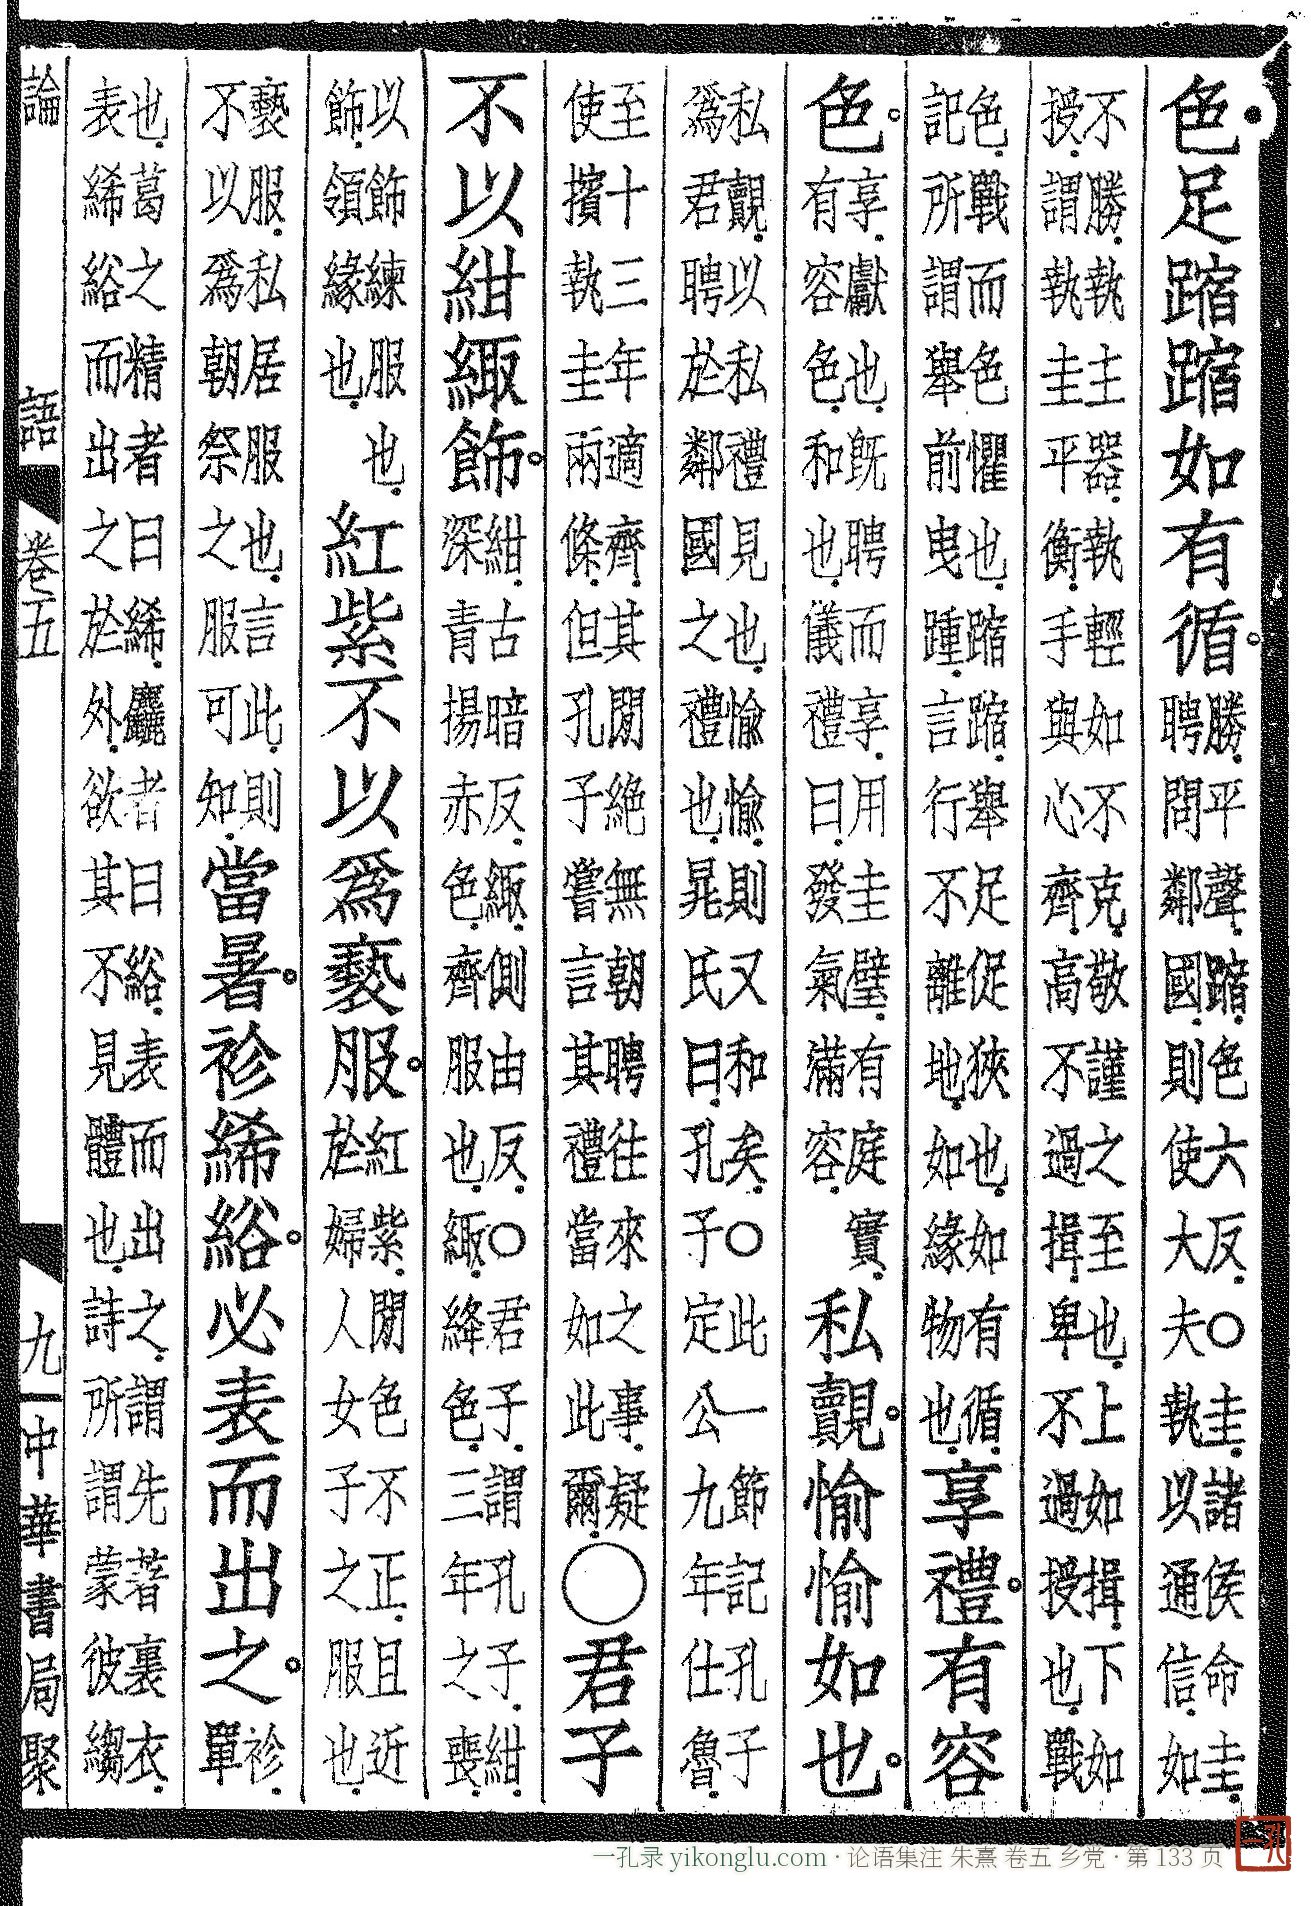 色足蹜蹜如有循。勝平聲蹜色六反○圭諸侯命圭聘問鄰國則使大夫執以通信如
不勝執主器執輕如不克敬謹之至也上如揖下如授謂執圭平衡手與心齊高不過揖卑不過授也戰
色戰而色懼也蹜蹜舉足促狹也如有循記所謂舉前曳踵言行不離地如緣物也享禮。有容
色。享獻也既聘而享用圭璧有庭實有容色和也儀禮曰發氣滿容私覿。愉愉如也。
私覿以私禮見也愉愉則又和矣○此一節記孔子爲君聘於鄰國之禮也晁氏曰孔子定公九年仕魯
至十三年適齊其閒絕無朝聘往來之事疑使擯執圭兩條但孔子嘗言其禮當如此爾○君子
不以紺緅飾。紺古暗反緅側由反○君子謂孔子紺深青揚赤色齊服也緅絳色三年之喪
以飾練服也飾領緣也紅紫不以爲褻服。紅紫閒色不正且近於婦人女子之服也
褻服私居服也言此則不以爲朝祭之服可知當暑。袗絺綌。必表而出之。袗單
也葛之精者曰絺麤者曰綌表而出之謂先著裏衣表絺綌而出之於外欲其不見體也詩所謂蒙彼縐
論語 卷五 九 中華書局聚
一孔录 yikonglu.com · 论语集注 朱熹 卷五 乡党 · 第 133 页
一孔